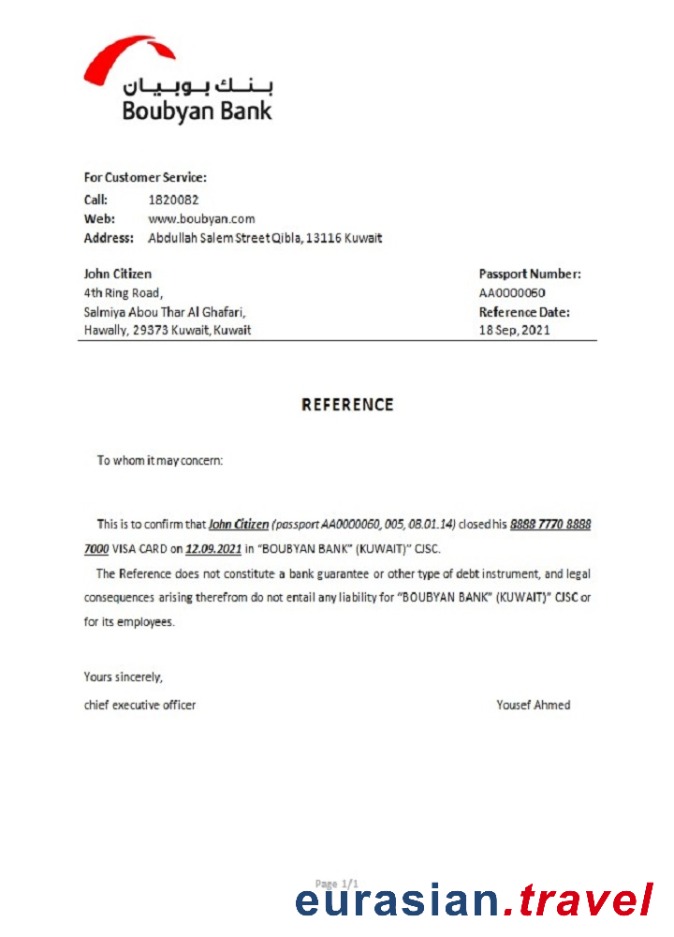 بنك بوبيان
Boubyan Bank
For Customer Service:
Call: 1820082
Web: www.boubyan.com
Address: Abdullah Salem Street Qibla, 13116 Kuwait
John Citizen
4th Ring Road,
Salmiya Abou Thar Al Ghafari,
Hawally, 29373 Kuwait, Kuwait
Passport Number:
AA0000060
Reference Date:
18 Sep, 2021
REFERENCE
To whom it may concern:
This is to confirm that John Citizen (passport AA0000060, 005, 08.01.14) closed his 8888 7770 8888
7000 VISA CARD on 12.09.2021 in "BOUBYAN BANK" (KUWAIT)" CJSC.
The Reference does not constitute a bank guarantee or other type of debt instrument, and legal
consequences arising therefrom do not entail any liability for "BOUBYAN BANK" (KUWAIT)" CJSC or
for its employees.
Yours sincerely,
chief executive officer Yousef Ahmed
Page 1/1
eurasian.travel